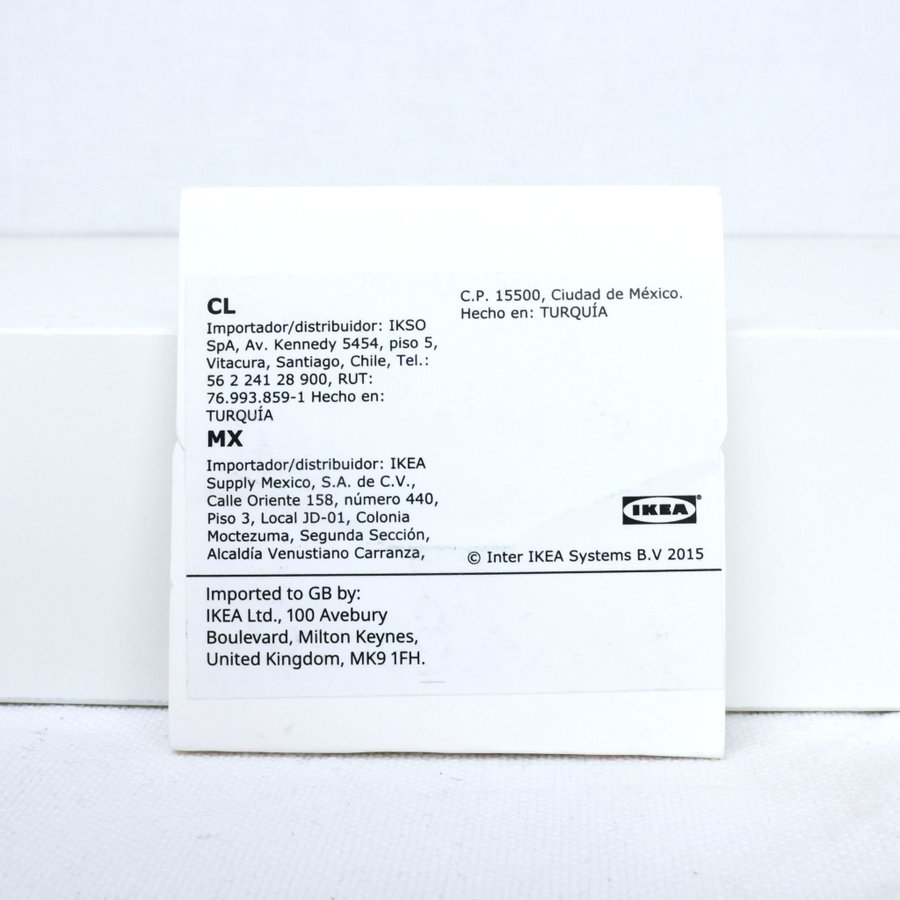 CL
Importador/distribuidor: IKSO
SpA, Av. Kennedy 5454, piso 5,
Vitacura, Santiago, Chile, Tel.:
56 2 241 28 900, RUT:
76.993.859-1 Hecho en:
TURQUÍA
MX
Importador/distribuidor: IKEA
Supply Mexico, S.A. de C.V.,
Calle Oriente 158, número 440,
Piso 3, Local JD-01, Colonia
Moctezuma, Segunda Sección,
Alcaldía Venustiano Carranza,
C.P. 15500, Ciudad de México.
Hecho en: TURQUÍA
IKEA®
© Inter IKEA Systems B.V 2015
Imported to GB by:
IKEA Ltd., 100 Avebury
Boulevard, Milton Keynes,
United Kingdom, MK9 1FH.